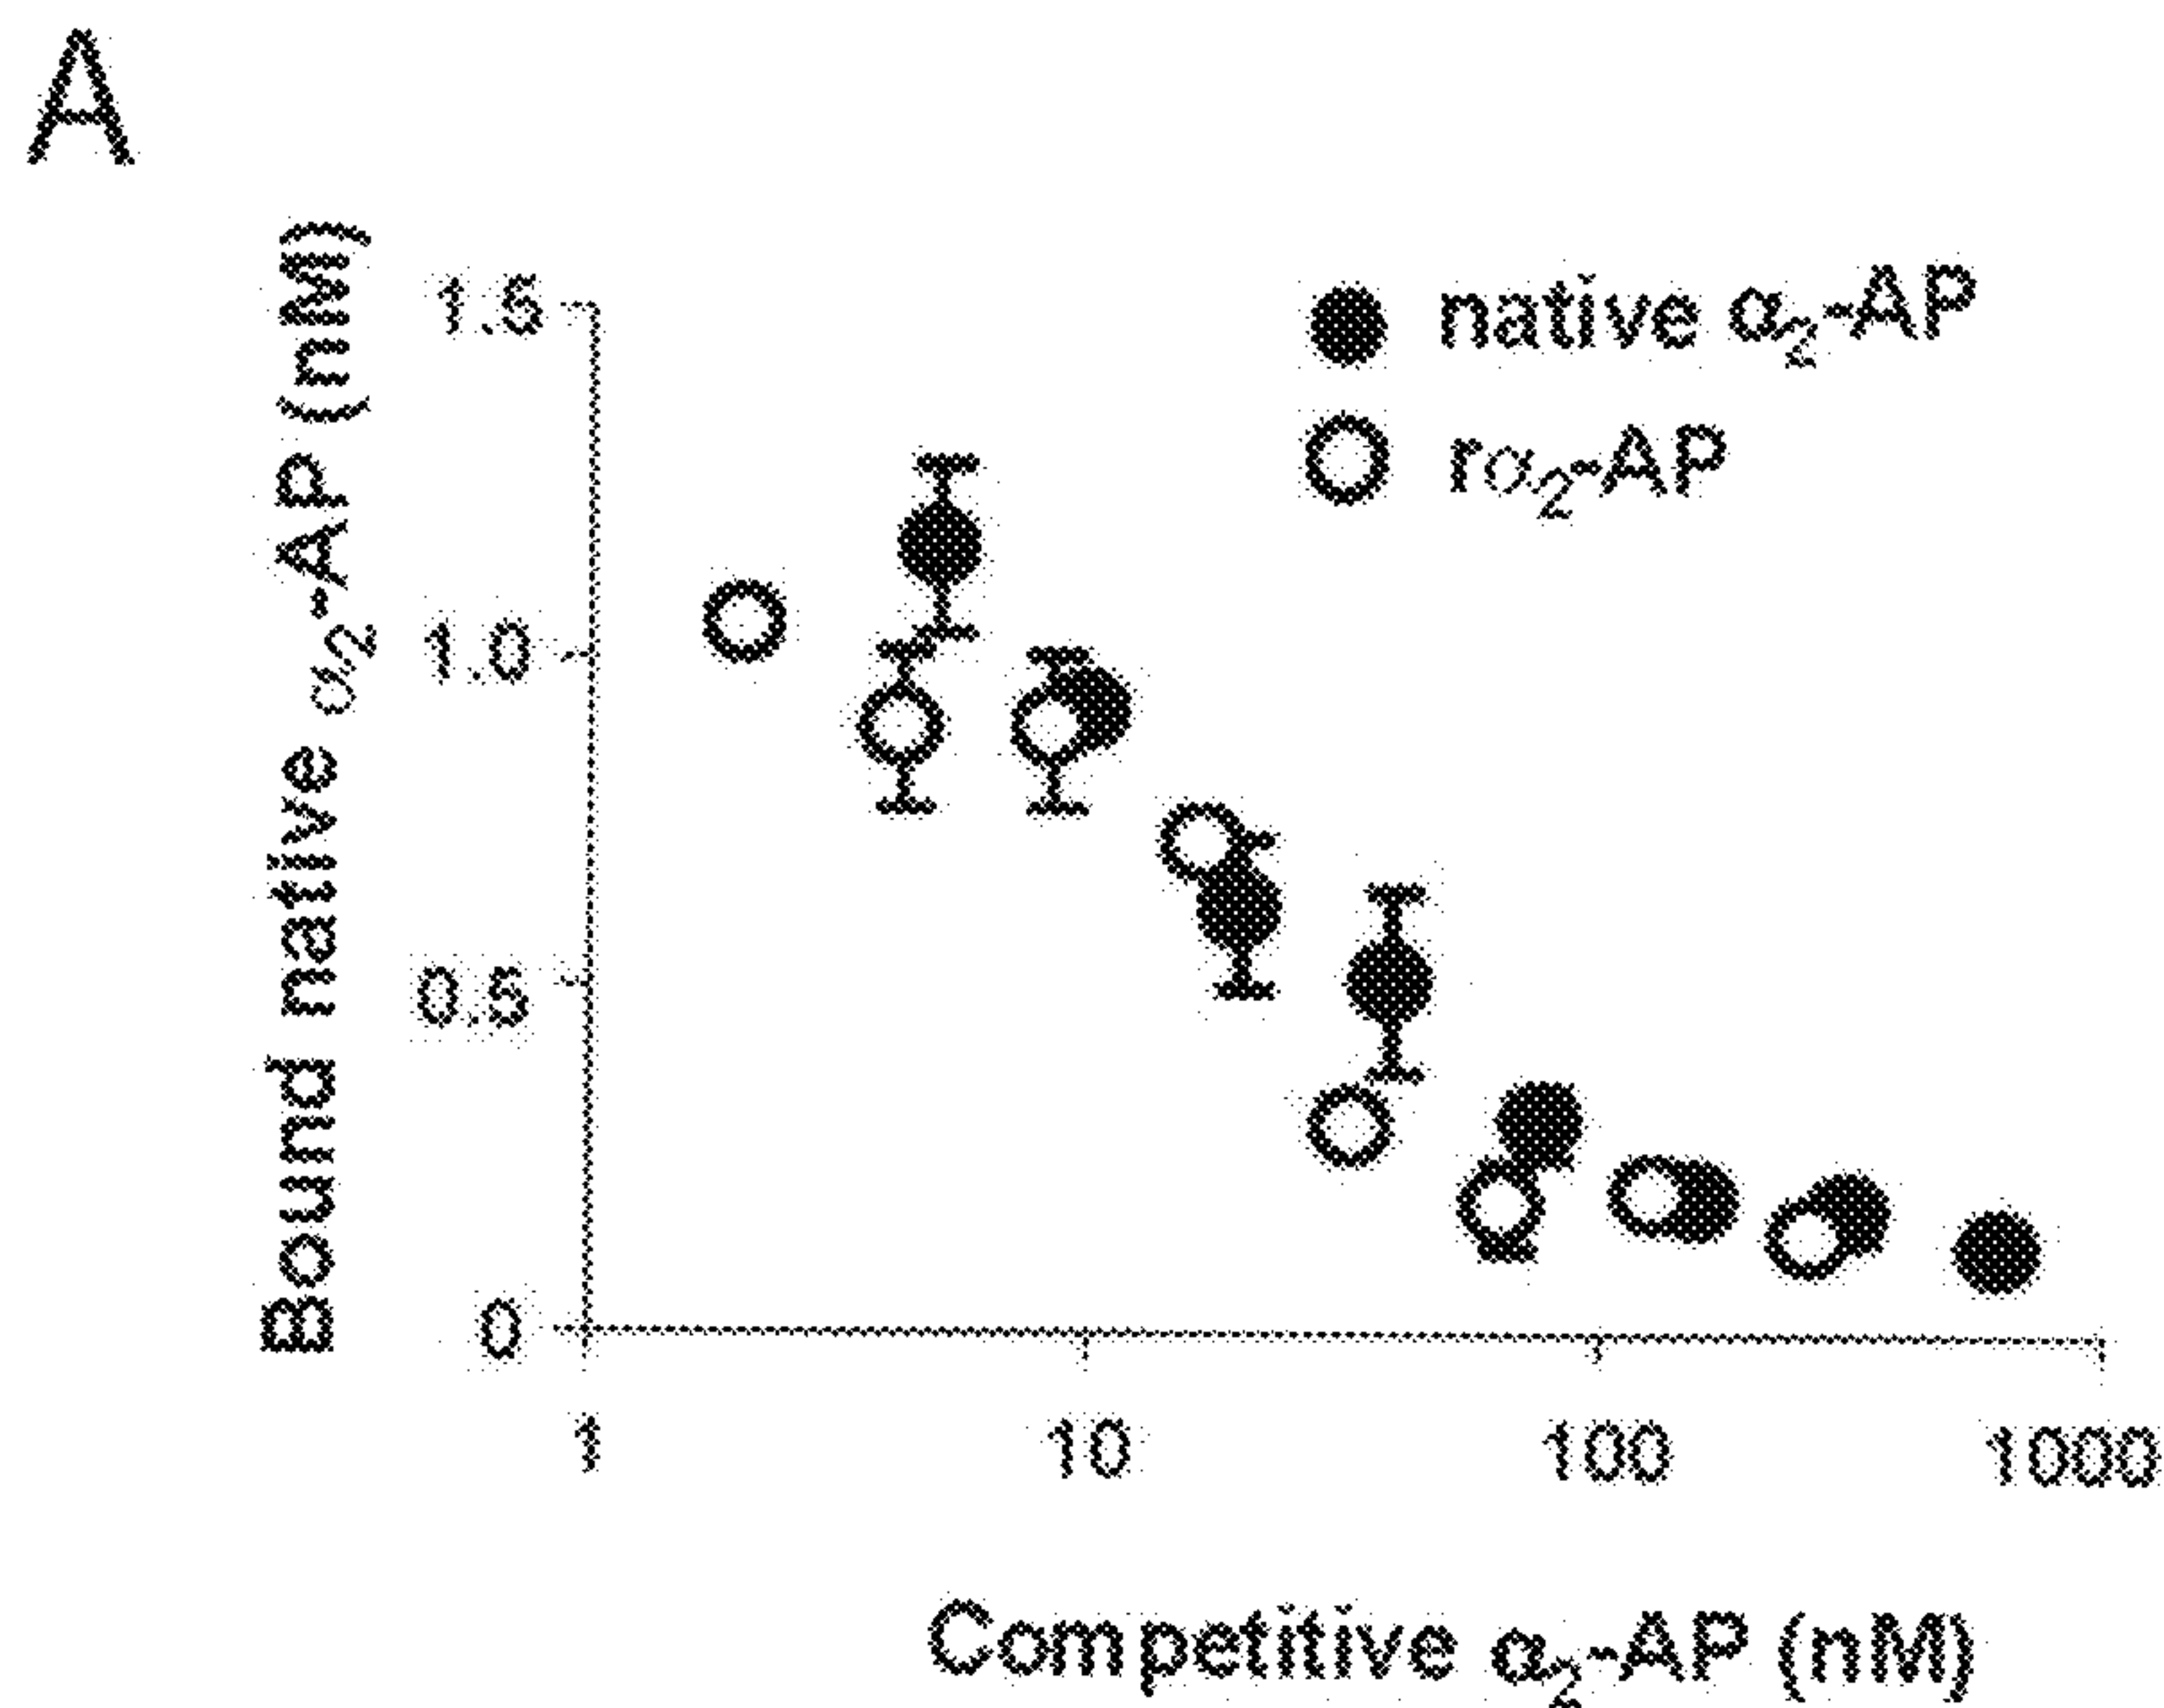 A
Bound native α₂-AP (nM)
1.5
1.0
0.5
0
native α₂-AP
rα₂-AP
1 10 100 1000
Competitive α₂-AP (nM)